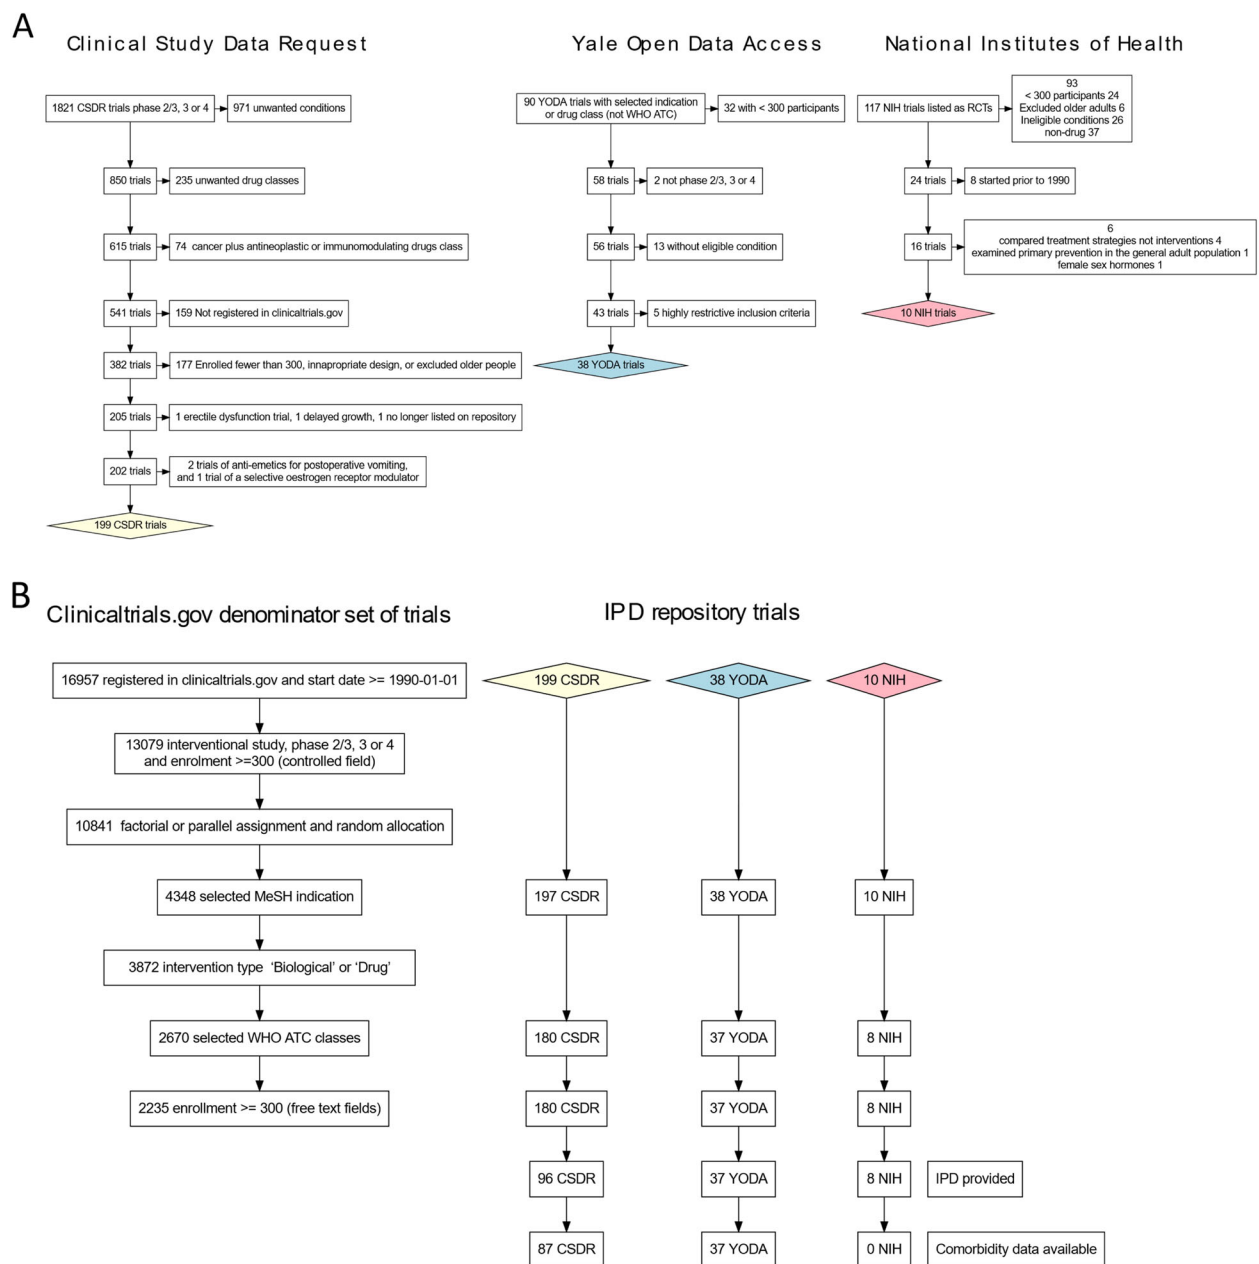 A
Clinical Study Data Request
1821 CSDR trials phase 2/3, 3 or 4
971 unwanted conditions
850 trials
235 unwanted drug classes
615 trials
74 cancer plus antineoplastic or immunomodulating drugs class
541 trials
159 Not registered in clinicaltrials.gov
382 trials
177 Enrolled fewer than 300, innapropriate design, or excluded older people
205 trials
1 erectile dysfunction trial, 1 delayed growth, 1 no longer listed on repository
202 trials
2 trials of anti-emetics for postoperative vomiting,
and 1 trial of a selective oestrogen receptor modulator
199 CSDR trials
Yale Open Data Access
90 YODA trials with selected indication
or drug class (not WHO ATC)
32 with < 300 participants
58 trials
2 not phase 2/3, 3 or 4
56 trials
13 without eligible condition
43 trials
5 highly restrictive inclusion criteria
38 YODA trials
National Institutes of Health
117 NIH trials listed as RCTs
93
< 300 participants 24
Excluded older adults 6
Ineligible conditions 26
non-drug 37
24 trials
8 started prior to 1990
16 trials
6
compared treatment strategies not interventions 4
examined primary prevention in the general adult population 1
female sex hormones 1
10 NIH trials
B
Clinicaltrials.gov denominator set of trials
16957 registered in clinicaltrials.gov and start date >= 1990-01-01
13079 interventional study, phase 2/3, 3 or 4
and enrolment >=300 (controlled field)
10841 factorial or parallel assignment and random allocation
4348 selected MeSH indication
3872 intervention type ‘Biological’ or ‘Drug’
2670 selected WHO ATC classes
2235 enrollment >= 300 (free text fields)
IPD repository trials
199 CSDR
38 YODA
10 NIH
197 CSDR
38 YODA
10 NIH
180 CSDR
37 YODA
8 NIH
180 CSDR
37 YODA
8 NIH
96 CSDR
37 YODA
8 NIH
IPD provided
87 CSDR
37 YODA
0 NIH
Comorbidity data available